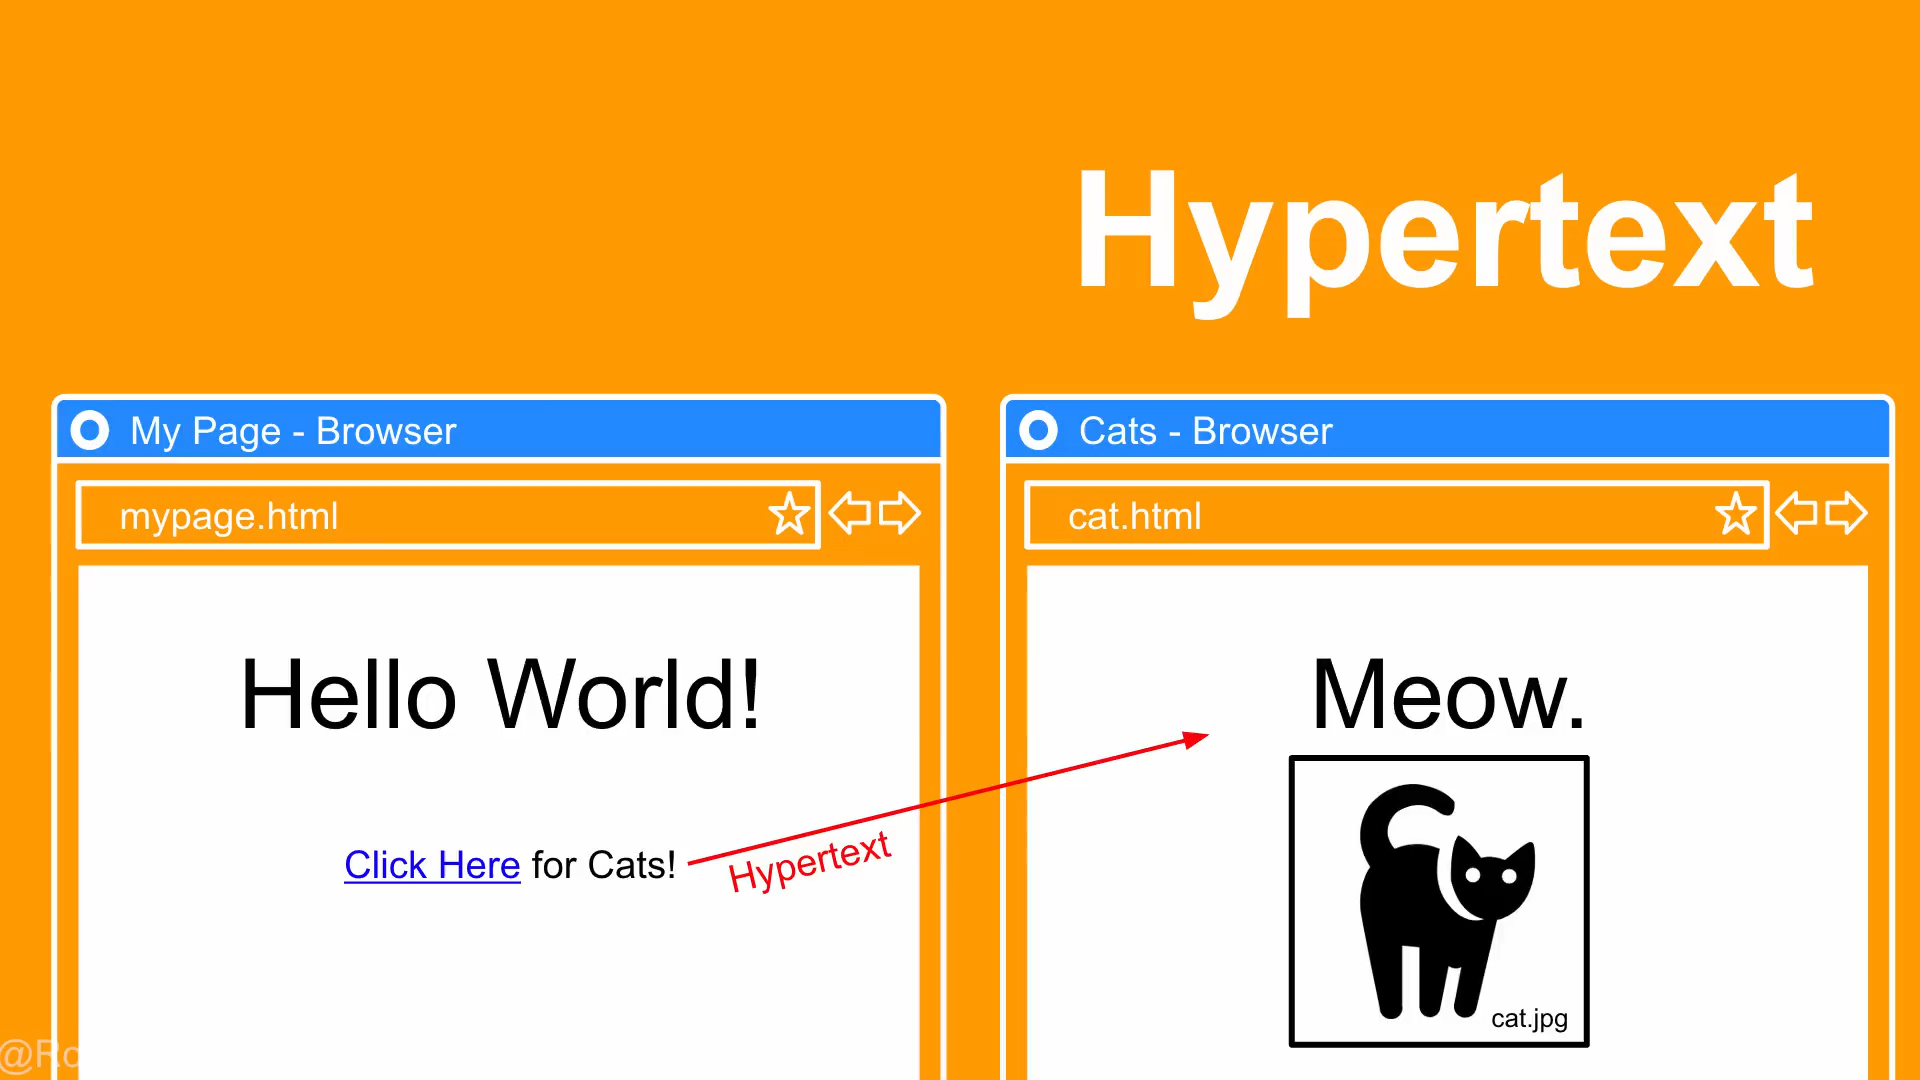 Hypertext
My Page - Browser
mypage.html
Hello World!
Click Here for Cats!
Hypertext
Cats - Browser
cat.html
Meow.
cat.jpg